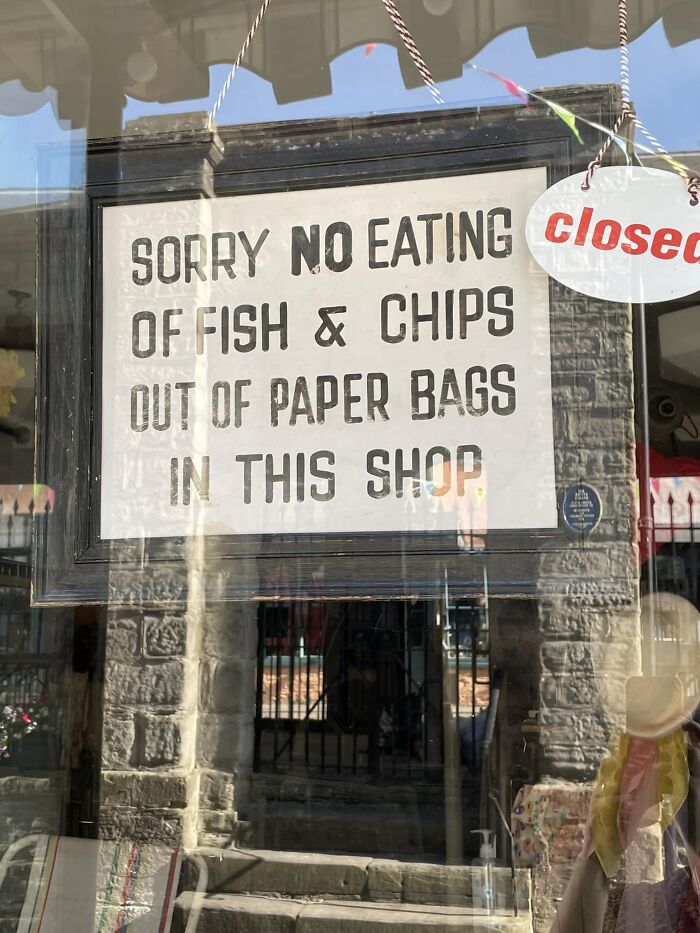 SORRY NO EATING
OF FISH & CHIPS
OUT OF PAPER BAGS
IN THIS SHOP
closed